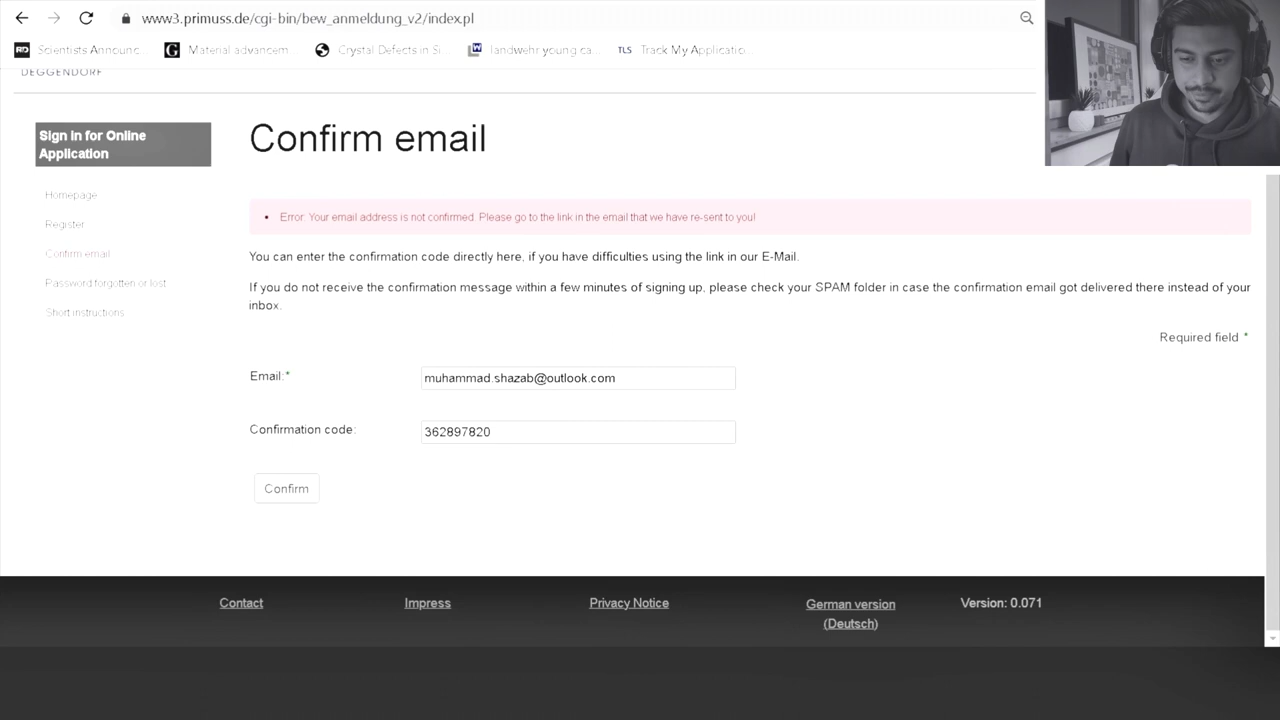 www3.primuss.de/cgi-bin/bew_anmeldung_v2/index.pl
RD Scientists Announc G Material advancem Crystal Defects in Si... W landwehr young ca... TLS Track My Applicatio...
DEGGENDORF
Sign in for Online
Application
Homepage
Register
Confirm email
Password forgotten or lost
Short instructions
Confirm email
Error: Your email address is not confirmed. Please go to the link in the email that we have re-sent to you!
You can enter the confirmation code directly here, if you have difficulties using the link in our E-Mail.
If you do not receive the confirmation message within a few minutes of signing up, please check your SPAM folder in case the confirmation email got delivered there instead of your
inbox.
Required field *
Email:* muhammad.shazab@outlook.com
Confirmation code: 362897820
Confirm
Contact Impress Privacy Notice German version Version: 0.071
(Deutsch)